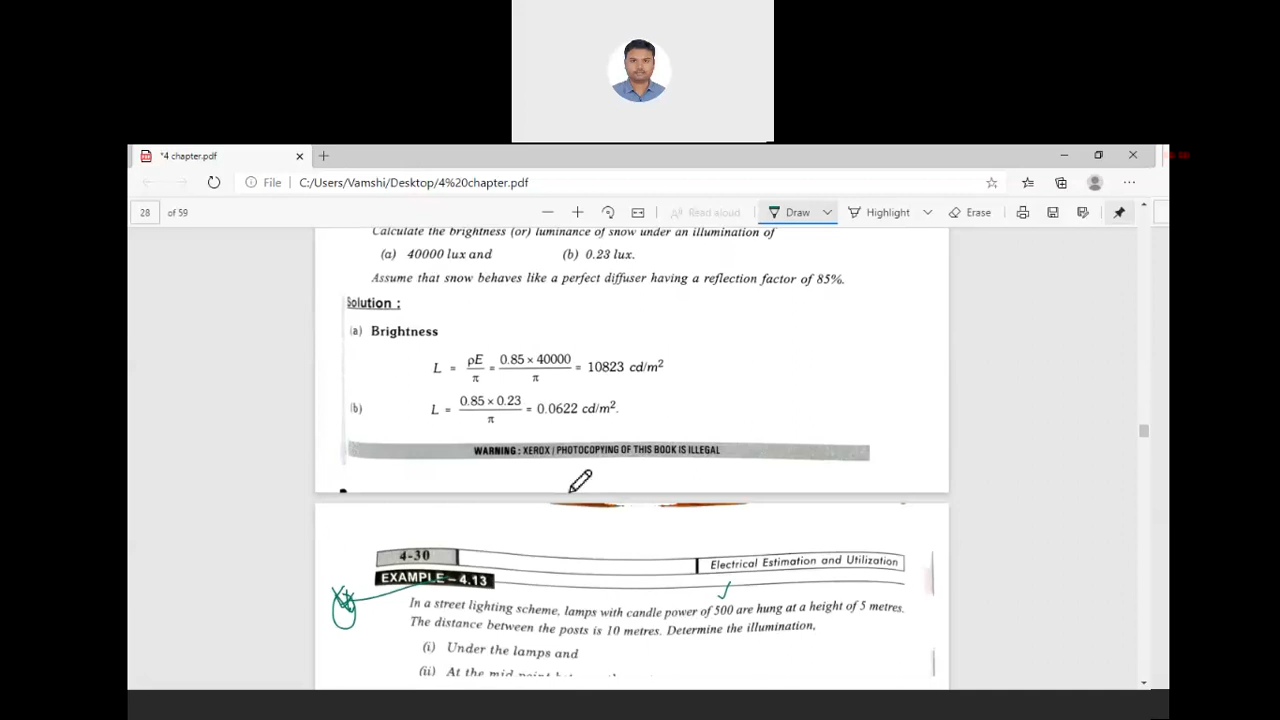 *4 chapter.pdf
File C:/Users/Vamshi/Desktop/4%20chapter.pdf
28 of 59 Read aloud Draw Highlight Erase
Calculate the brightness (or) luminance of snow under an illumination of
(a) 40000 lux and (b) 0.23 lux.
Assume that snow behaves like a perfect diffuser having a reflection factor of 85%.
Solution :
(a) Brightness
L = ρE/π = 0.85 × 40000/π = 10823 cd/m²
(b) L = 0.85 × 0.23/π = 0.0622 cd/m².
WARNING : XEROX / PHOTOCOPYING OF THIS BOOK IS ILLEGAL
4-30 Electrical Estimation and Utilization
EXAMPLE – 4.13
In a street lighting scheme, lamps with candle power of 500 are hung at a height of 5 metres.
The distance between the posts is 10 metres. Determine the illumination,
(i) Under the lamps and
(ii) At the mid point